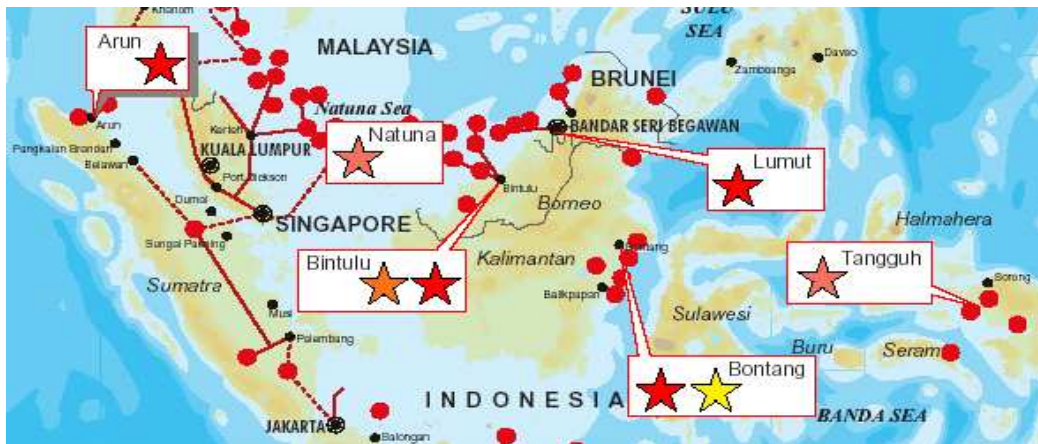 Khanom
SULU
SEA
Arun
MALAYSIA
Davao
Zamboanga
BRUNEI
Natuna Sea
Arun
Natuna
BANDAR SERI BEGAWAN
Kerteh
Pangkalan Brandan
KUALA LUMPUR
Belawan
Lumut
Port Dickson
Bintulu
Dumai
Borneo
SINGAPORE
Halmahera
Sungai Pakning
Bontang
Bintulu
Kalimantan
Tangguh
Sorong
Sumatra
Balikpapan
Musi
Sulawesi
Palembang
Buru
Seram
Bontang
INDONESIA
BANDA SEA
JAKARTA
Balongan